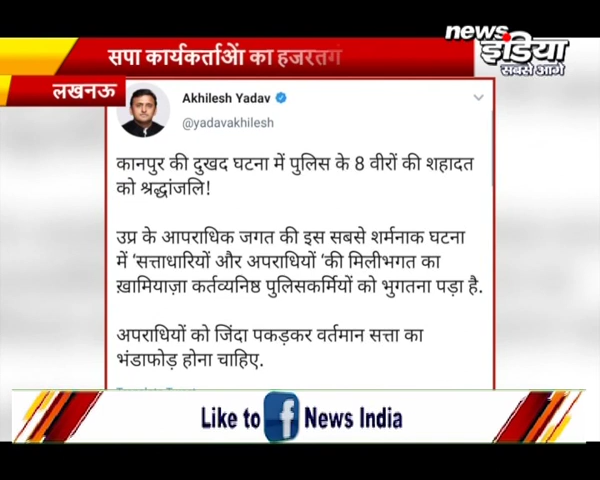 news
इंडिया
सबसे आगे
सपा कार्यकर्ताओं का हजरतग
लखनऊ
Akhilesh Yadav
@yadavakhilesh
कानपुर की दुखद घटना में पुलिस के 8 वीरों की शहादत
को श्रद्धांजलि!
उप्र के आपराधिक जगत की इस सबसे शर्मनाक घटना
में ‘सत्ताधारियों और अपराधियों ‘की मिलीभगत का
ख़ामियाज़ा कर्तव्यनिष्ठ पुलिसकर्मियों को भुगतना पड़ा है.
अपराधियों को जिंदा पकड़कर वर्तमान सत्ता का
भंडाफोड़ होना चाहिए.
Like to f News India